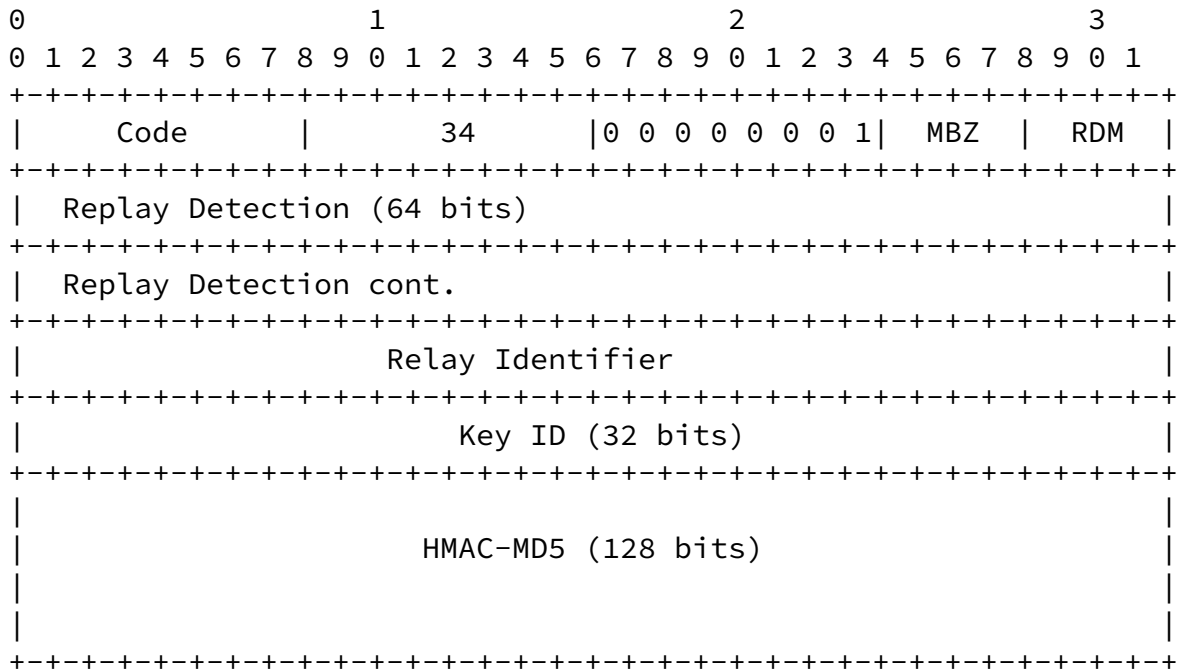 0                   1                   2                   3
0 1 2 3 4 5 6 7 8 9 0 1 2 3 4 5 6 7 8 9 0 1 2 3 4 5 6 7 8 9 0 1
+-+-+-+-+-+-+-+-+-+-+-+-+-+-+-+-+-+-+-+-+-+-+-+-+-+-+-+-+-+-+-+-+
|     Code      |       34      |0 0 0 0 0 0 0 1|  MBZ  |  RDM  |
+-+-+-+-+-+-+-+-+-+-+-+-+-+-+-+-+-+-+-+-+-+-+-+-+-+-+-+-+-+-+-+-+
|  Replay Detection (64 bits)                                   |
+-+-+-+-+-+-+-+-+-+-+-+-+-+-+-+-+-+-+-+-+-+-+-+-+-+-+-+-+-+-+-+-+
|  Replay Detection cont.                                       |
+-+-+-+-+-+-+-+-+-+-+-+-+-+-+-+-+-+-+-+-+-+-+-+-+-+-+-+-+-+-+-+-+
|                    Relay Identifier                           |
+-+-+-+-+-+-+-+-+-+-+-+-+-+-+-+-+-+-+-+-+-+-+-+-+-+-+-+-+-+-+-+-+
|                        Key ID (32 bits)                       |
+-+-+-+-+-+-+-+-+-+-+-+-+-+-+-+-+-+-+-+-+-+-+-+-+-+-+-+-+-+-+-+-+
|                                                               |
|                      HMAC-MD5 (128 bits)                      |
|                                                               |
|                                                               |
+-+-+-+-+-+-+-+-+-+-+-+-+-+-+-+-+-+-+-+-+-+-+-+-+-+-+-+-+-+-+-+-+